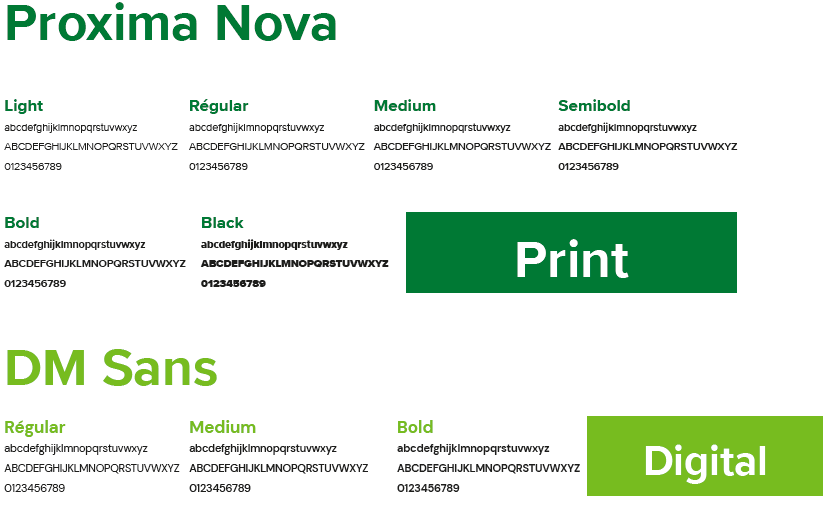 Proxima Nova
Light
abcdefghijklmnopqrstuvwxyz
ABCDEFGHIJKLMNOPQRSTUVWXYZ
0123456789
Régular
abcdefghijklmnopqrstuvwxyz
ABCDEFGHIJKLMNOPQRSTUVWXYZ
0123456789
Medium
abcdefghijklmnopqrstuvwxyz
ABCDEFGHIJKLMNOPQRSTUVWXYZ
0123456789
Semibold
abcdefghijklmnopqrstuvwxyz
ABCDEFGHIJKLMNOPQRSTUVWXYZ
0123456789
Bold
abcdefghijklmnopqrstuvwxyz
ABCDEFGHIJKLMNOPQRSTUVWXYZ
0123456789
Black
abcdefghijklmnopqrstuvwxyz
ABCDEFGHIJKLMNOPQRSTUVWXYZ
0123456789
Print
DM Sans
Régular
abcdefghijklmnopqrstuvwxyz
ABCDEFGHIJKLMNOPQRSTUVWXYZ
0123456789
Medium
abcdefghijklmnopqrstuvwxyz
ABCDEFGHIJKLMNOPQRSTUVWXYZ
0123456789
Bold
abcdefghijklmnopqrstuvwxyz
ABCDEFGHIJKLMNOPQRSTUVWXYZ
0123456789
Digital